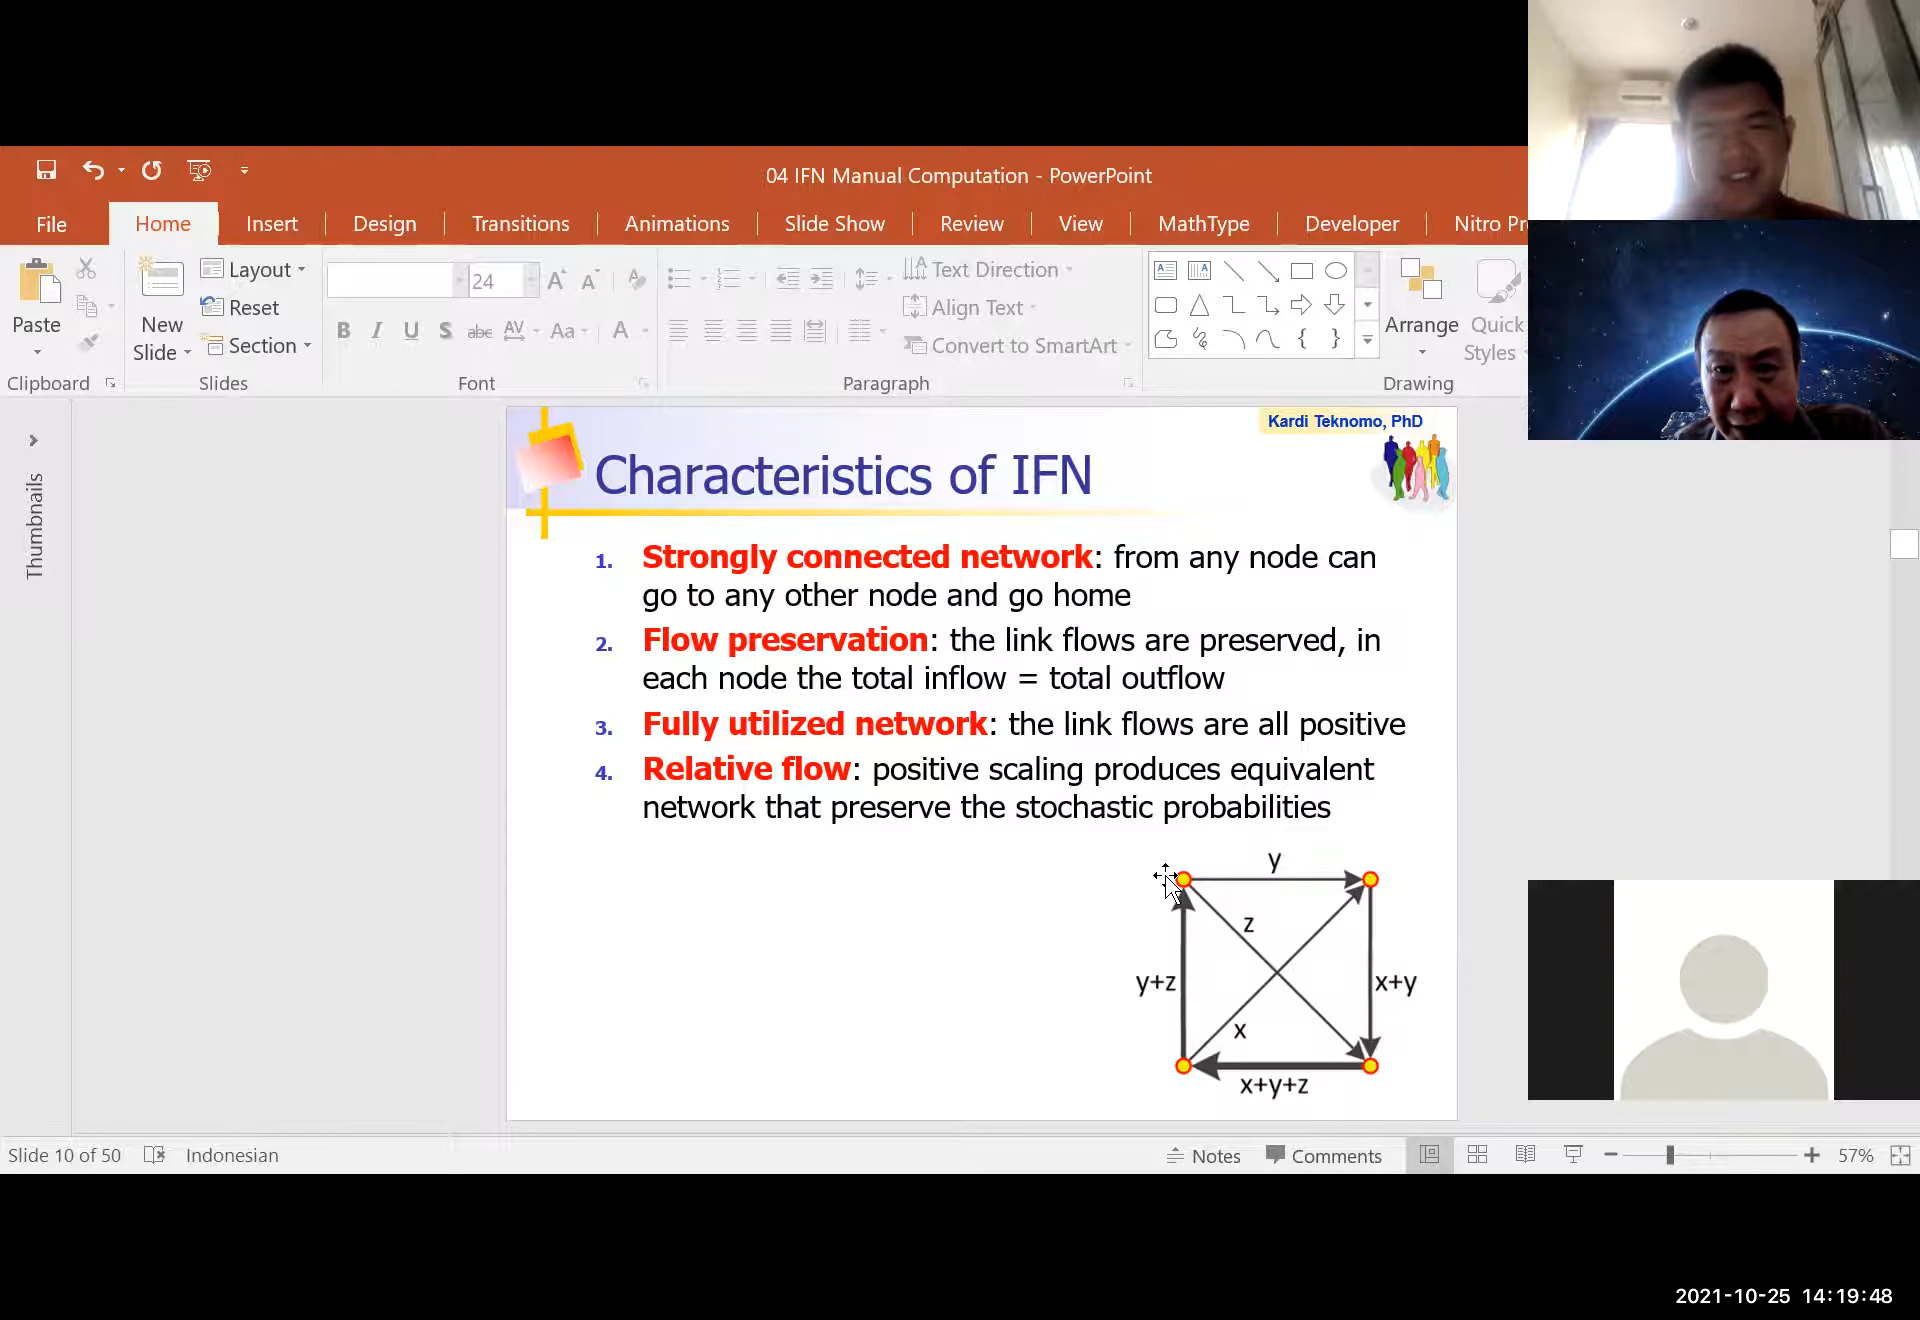 04 IFN Manual Computation - PowerPoint
File Home Insert Design Transitions Animations Slide Show Review View MathType Developer Nitro Pr
Paste
Clipboard
New
Slide
Layout
Reset
Section
Slides
24
B I U S abc AV Aa A
Font
Text Direction
Align Text
Convert to SmartArt
Paragraph
Arrange
Quick
Styles
Drawing
Thumbnails
Kardi Teknomo, PhD
Characteristics of IFN
1. Strongly connected network: from any node can
go to any other node and go home
2. Flow preservation: the link flows are preserved, in
each node the total inflow = total outflow
3. Fully utilized network: the link flows are all positive
4. Relative flow: positive scaling produces equivalent
network that preserve the stochastic probabilities
y
z
y+z
x+y
x
x+y+z
Slide 10 of 50 Indonesian Notes Comments 57%
2021-10-25 14:19:48